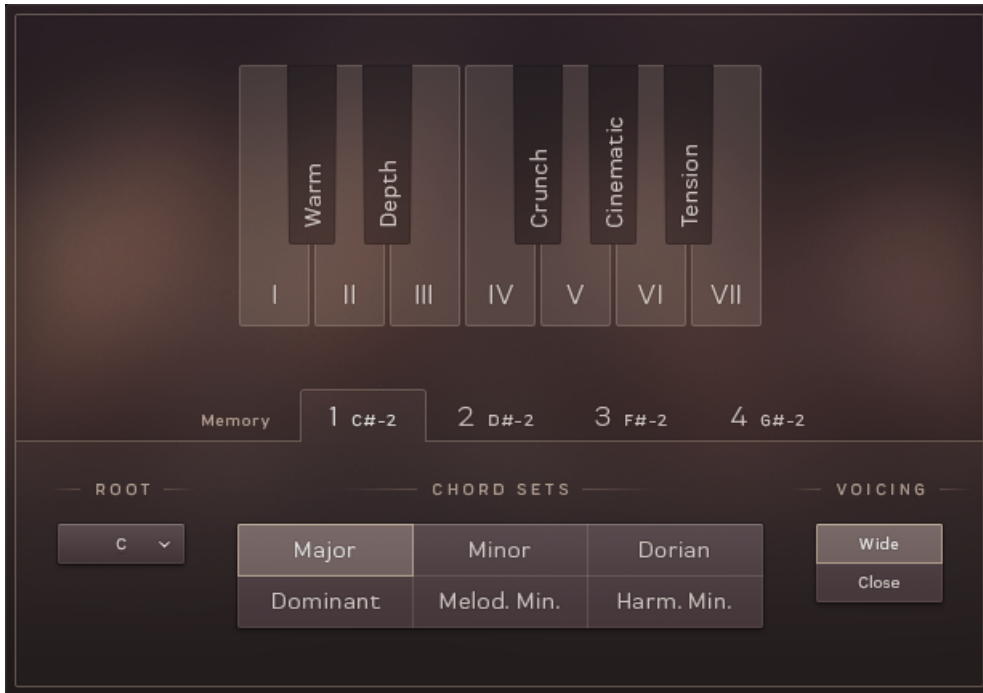 Warm
Depth
Crunch
Cinematic
Tension
I II III IV V VI VII
Memory 1 C#-2 2 D#-2 3 F#-2 4 G#-2
ROOT CHORD SETS VOICING
C Major Minor Dorian Wide
Dominant Melod. Min. Harm. Min. Close